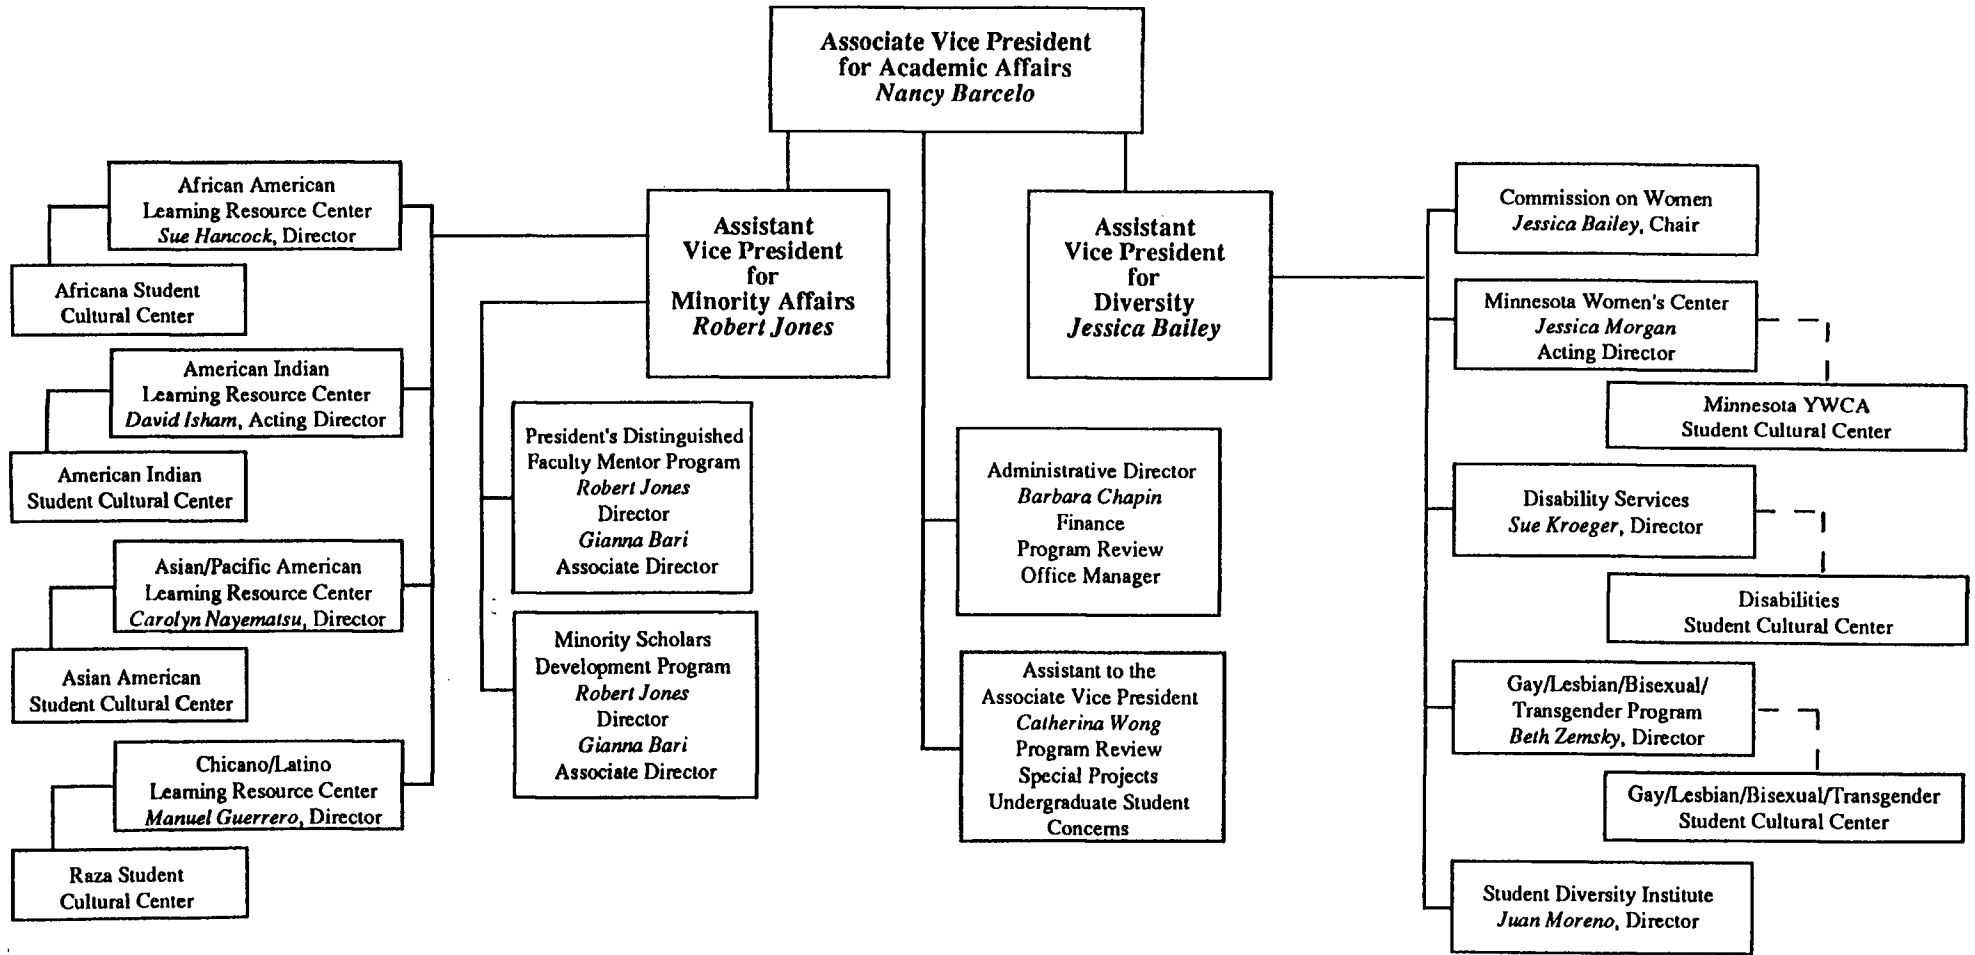 Associate Vice President
for Academic Affairs
Nancy Barcelo
African American
Learning Resource Center
Sue Hancock, Director
Africana Student
Cultural Center
American Indian
Learning Resource Center
David Isham, Acting Director
American Indian
Student Cultural Center
Asian/Pacific American
Learning Resource Center
Carolyn Nayematsu, Director
Asian American
Student Cultural Center
Chicano/Latino
Learning Resource Center
Manuel Guerrero, Director
Raza Student
Cultural Center
Assistant
Vice President
for
Minority Affairs
Robert Jones
President's Distinguished
Faculty Mentor Program
Robert Jones
Director
Gianna Bari
Associate Director
Minority Scholars
Development Program
Robert Jones
Director
Gianna Bari
Associate Director
Administrative Director
Barbara Chapin
Finance
Program Review
Office Manager
Assistant to the
Associate Vice President
Catherina Wong
Program Review
Special Projects
Undergraduate Student
Concerns
Assistant
Vice President
for
Diversity
Jessica Bailey
Commission on Women
Jessica Bailey, Chair
Minnesota Women's Center
Jessica Morgan
Acting Director
Minnesota YWCA
Student Cultural Center
Disability Services
Sue Kroeger, Director
Disabilities
Student Cultural Center
Gay/Lesbian/Bisexual/
Transgender Program
Beth Zemsky, Director
Gay/Lesbian/Bisexual/Transgender
Student Cultural Center
Student Diversity Institute
Juan Moreno, Director